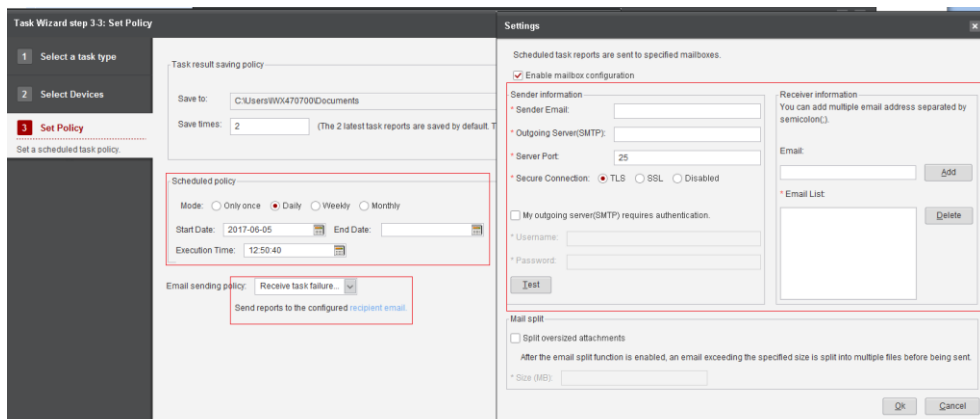 Task Wizard step 3-3: Set Policy
1 Select a task type
2 Select Devices
3 Set Policy
Set a scheduled task policy.
Task result saving policy
Save to: C:\Users\IWX470700\Documents
Save times: 2 (The 2 latest task reports are saved by default. T
Scheduled policy
Mode: Only once Daily Weekly Monthly
Start Date: 2017-06-05 End Date:
Execution Time: 12:50:40
Email sending policy: Receive task failure...
Send reports to the configured recipient email.
Settings
Scheduled task reports are sent to specified mailboxes.
Enable mailbox configuration
Sender information
* Sender Email:
* Outgoing Server(SMTP):
* Server Port: 25
* Secure Connection: TLS SSL Disabled
My outgoing server(SMTP) requires authentication.
* Username:
* Password:
Test
Receiver information
You can add multiple email address separated by
semicolon(;).
Email:
Add
* Email List:
Delete
Mail split
Split oversized attachments
After the email split function is enabled, an email exceeding the specified size is split into multiple files before being sent.
* Size (MB):
Ok Cancel